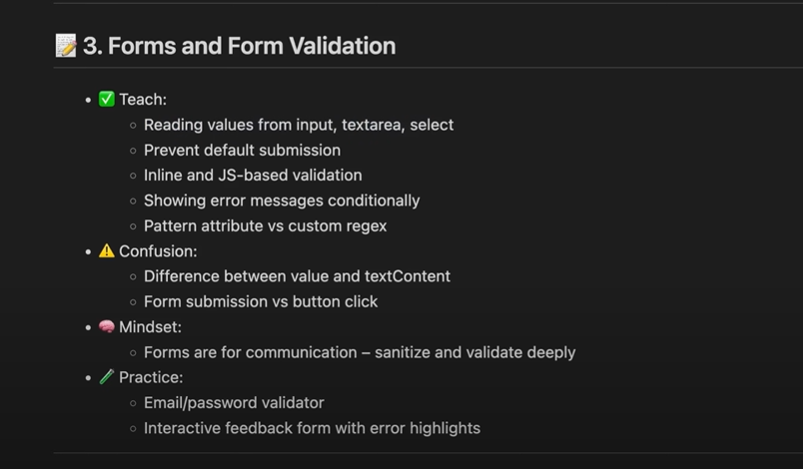 📝 3. Forms and Form Validation
• ✅ Teach:
○ Reading values from input, textarea, select
○ Prevent default submission
○ Inline and JS-based validation
○ Showing error messages conditionally
○ Pattern attribute vs custom regex
• ⚠️ Confusion:
○ Difference between value and textContent
○ Form submission vs button click
• 🧠 Mindset:
○ Forms are for communication – sanitize and validate deeply
• 🧪 Practice:
○ Email/password validator
○ Interactive feedback form with error highlights